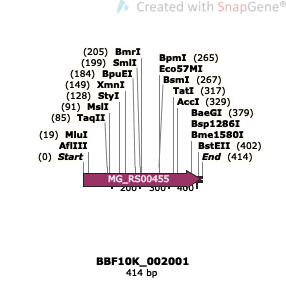 Created with SnapGene®
(205) BmrI
(199) SmlI
(184) BpuEI
(149) XmnI
(128) StyI
(91) MslI
(85) TaqII
(19) MluI
AflIII
(0) Start
BpmI (265)
Eco57MI
BsmI (267)
TatI (317)
AccI (329)
BaeGI (379)
Bsp1286I
Bme1580I
BstEII (402)
End (414)
MG_RS00455
200
300
400
BBF10K_002001
414 bp